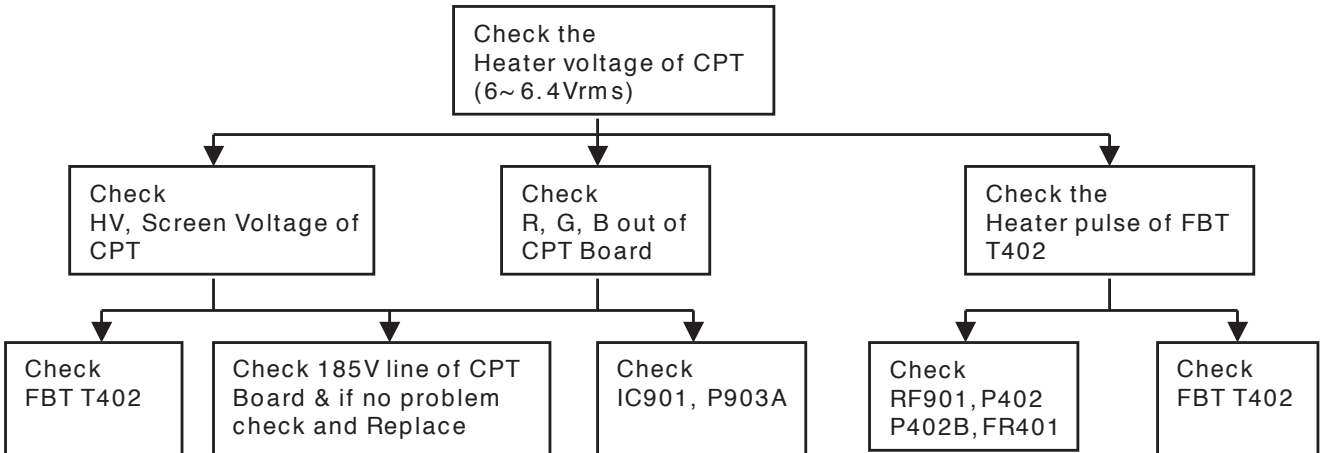 Check the
Heater voltage of CPT
(6~6.4Vrms)
Check
HV, Screen Voltage of
CPT
Check
R, G, B out of
CPT Board
Check the
Heater pulse of FBT
T402
Check
FBT T402
Check 185V line of CPT
Board & if no problem
check and Replace
Check
IC901, P903A
Check
RF901, P402
P402B, FR401
Check
FBT T402